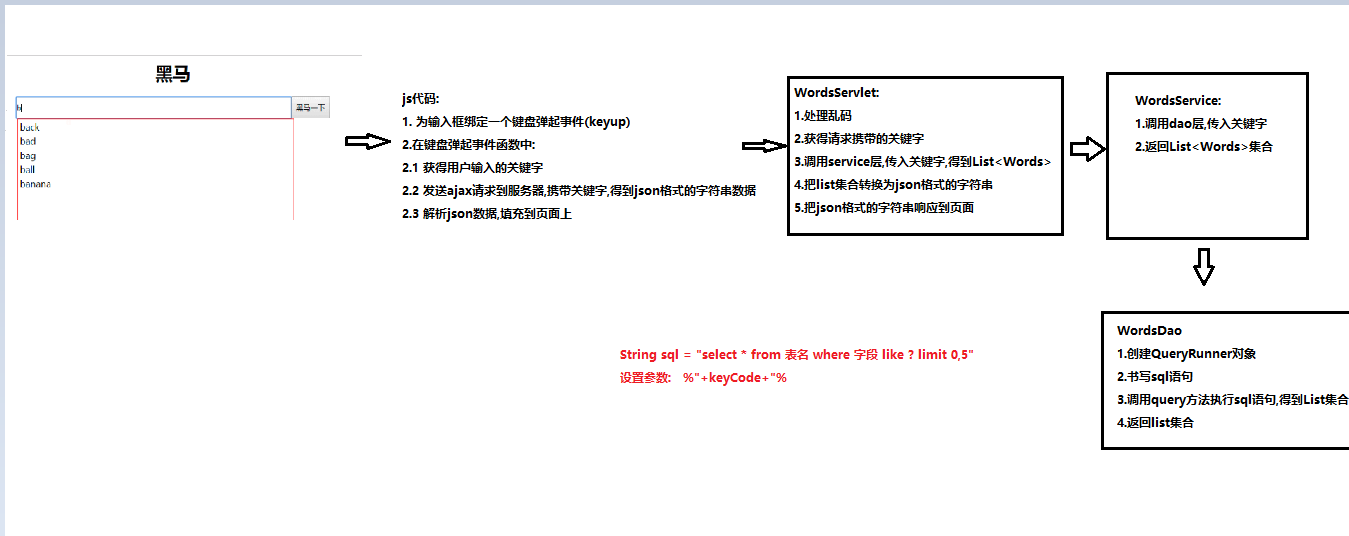 黑马
b
黑马一下
back
bad
bag
ball
banana
js代码:
1. 为输入框绑定一个键盘弹起事件(keyup)
2.在键盘弹起事件函数中:
2.1 获得用户输入的关键字
2.2 发送ajax请求到服务器,携带关键字,得到json格式的字符串数据
2.3 解析json数据,填充到页面上
WordsServlet:
1.处理乱码
2.获得请求携带的关键字
3.调用service层,传入关键字,得到List<Words>
4.把list集合转换为json格式的字符串
5.把json格式的字符串响应到页面
WordsService:
1.调用dao层,传入关键字
2.返回List<Words>集合
WordsDao
1.创建QueryRunner对象
2.书写sql语句
3.调用query方法执行sql语句,得到List集合
4.返回list集合
String sql = "select * from 表名 where 字段 like ? limit 0,5"
设置参数: %"+keyCode+"%